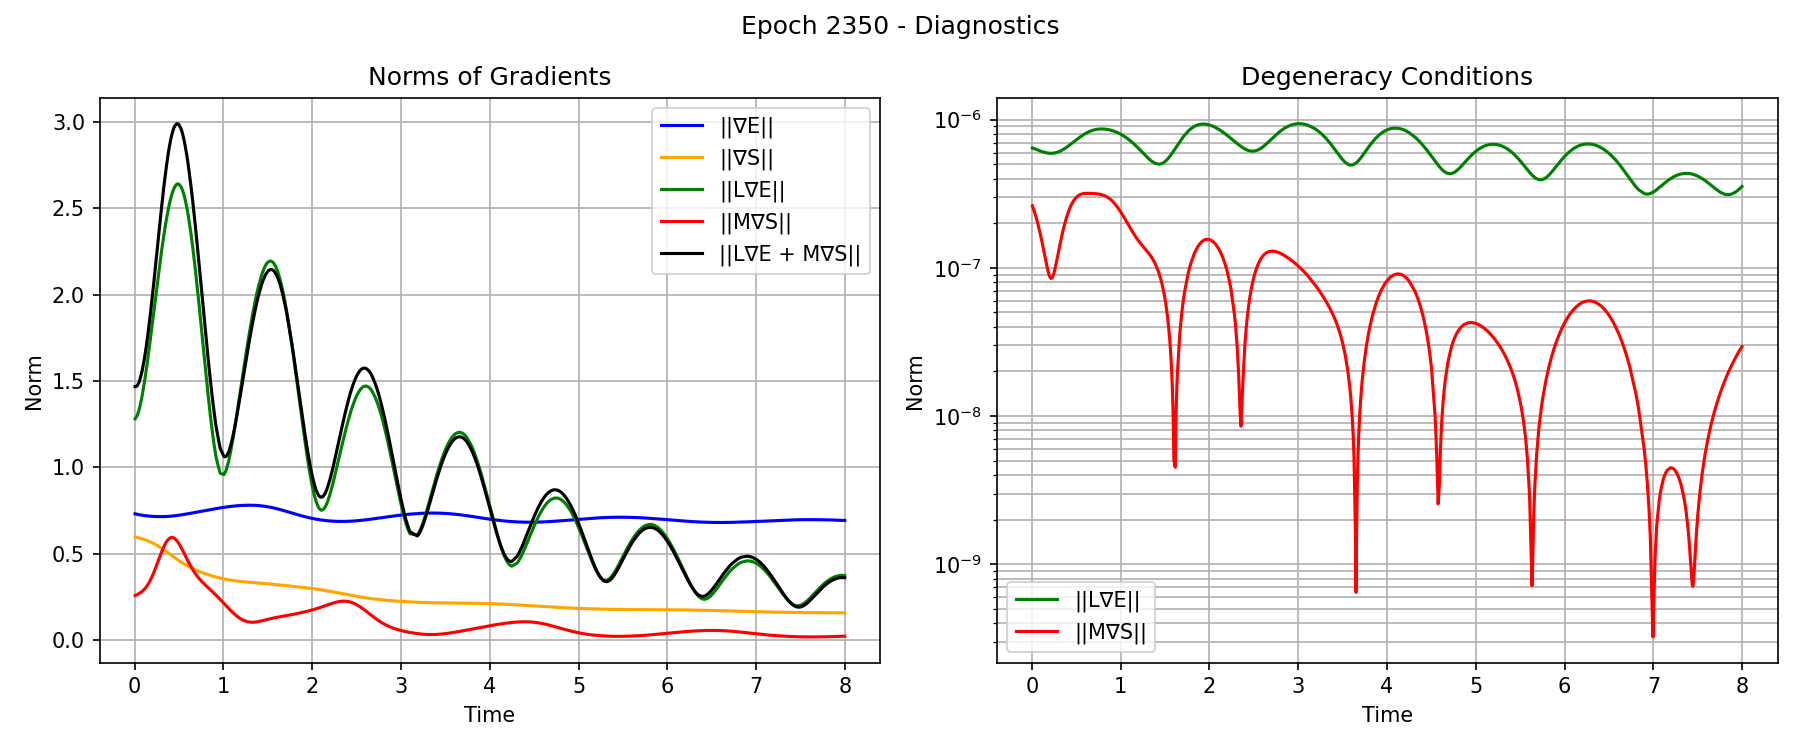 Epoch 2350 - Diagnostics
Norms of Gradients
Norm
3.0
2.5
2.0
1.5
1.0
0.5
0.0
0 1 2 3 4 5 6 7 8
Time
||∇E||
||∇S||
||L∇E||
||M∇S||
||L∇E + M∇S||
Degeneracy Conditions
Norm
10⁻⁶
10⁻⁷
10⁻⁸
10⁻⁹
0 1 2 3 4 5 6 7 8
Time
||L∇E||
||M∇S||